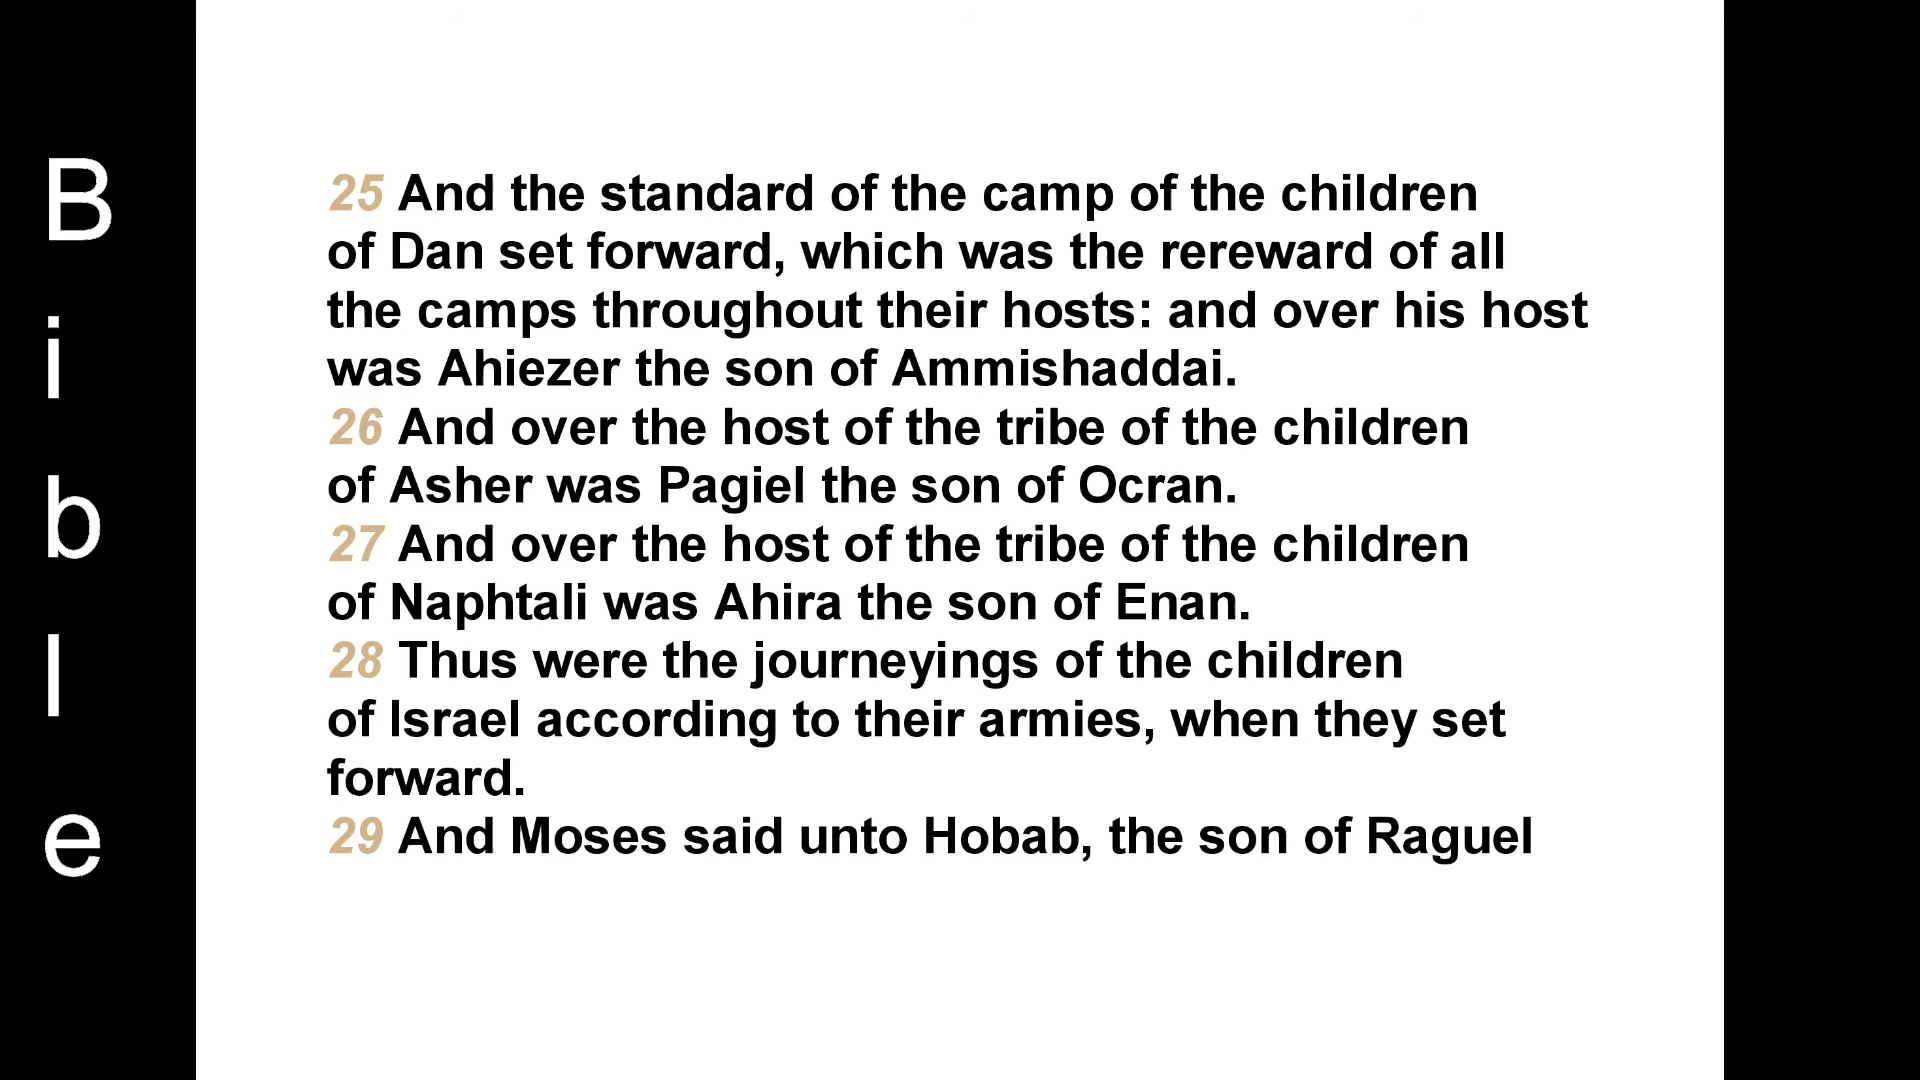 Bible
25 And the standard of the camp of the children
of Dan set forward, which was the rereward of all
the camps throughout their hosts: and over his host
was Ahiezer the son of Ammishaddai.
26 And over the host of the tribe of the children
of Asher was Pagiel the son of Ocran.
27 And over the host of the tribe of the children
of Naphtali was Ahira the son of Enan.
28 Thus were the journeyings of the children
of Israel according to their armies, when they set
forward.
29 And Moses said unto Hobab, the son of Raguel